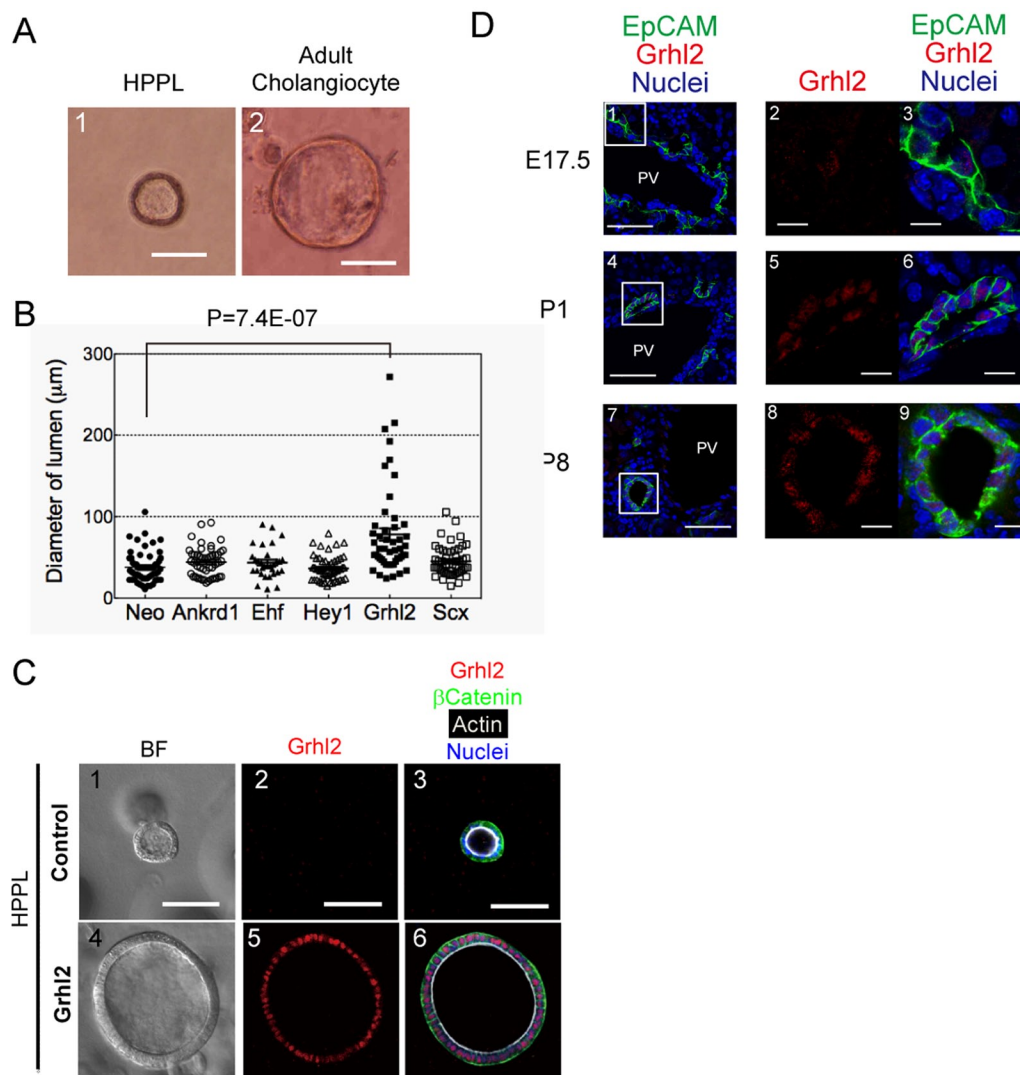 A
HPPL
Adult
Cholangiocyte
1
2
B
P=7.4E-07
Diameter of lumen (μm)
300
200
100
0
Neo Ankrd1 Ehf Hey1 Grhl2 Scx
C
BF
Grhl2
Grhl2
βCatenin
Actin
Nuclei
HPPL
Control
1
2
3
Grhl2
4
5
6
D
EpCAM
Grhl2
Nuclei
Grhl2
EpCAM
Grhl2
Nuclei
E17.5
1
PV
2
3
P1
4
PV
5
6
P8
7
PV
8
9